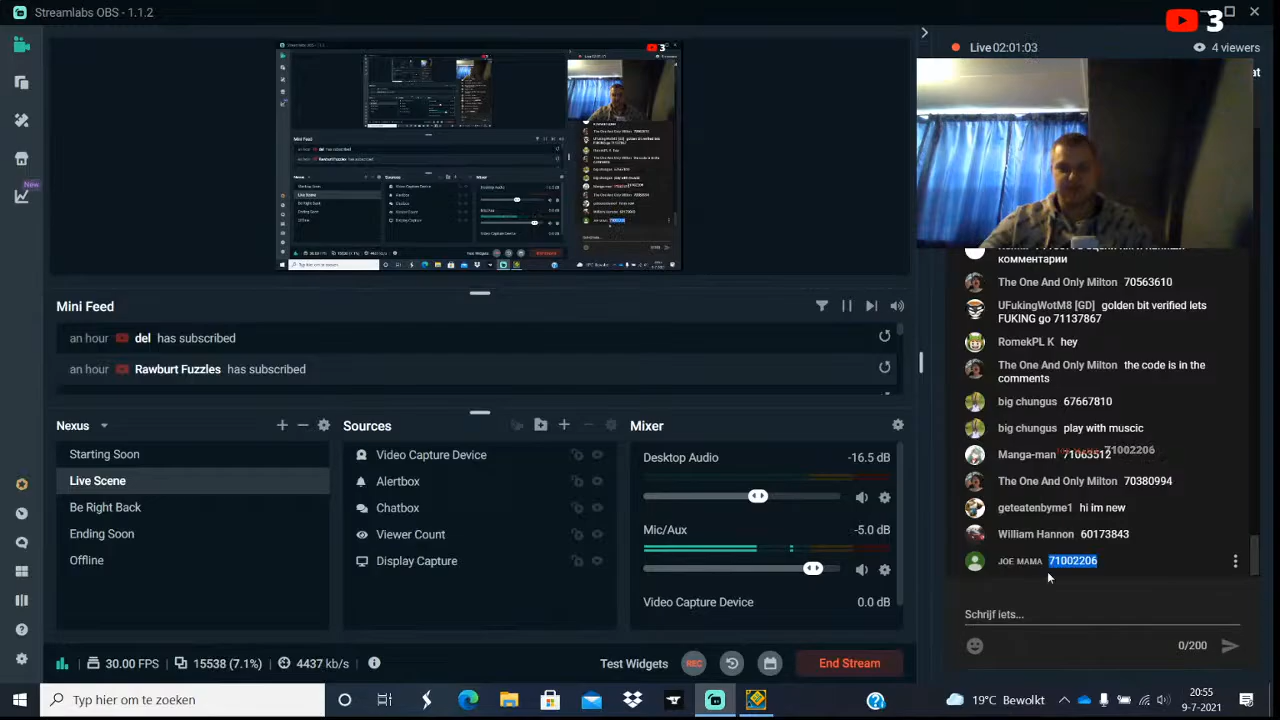 Streamlabs OBS - 1.1.2
3
Live 02:01:33
4 viewers
at
комментарии
The One And Only Milton 70563610
UFukingWotM8 [GD] golden bit verified lets
FUKING go 71137867
RomekPL K hey
The One And Only Milton the code is in the
comments
big chungus 67667810
big chungus play with muscic
Manga-man 71063512
71002206
The One And Only Milton 70380994
geteatenbyme1 hi im new
William Hannon 60173843
JOE MAMA 71002206
Schrijf iets...
0/200
Mini Feed
an hour del has subscribed
an hour Rawburt Fuzzles has subscribed
Nexus
Starting Soon
Live Scene
Be Right Back
Ending Soon
Offline
Sources
Video Capture Device
Alertbox
Chatbox
Viewer Count
Display Capture
Mixer
Desktop Audio -16.5 dB
Mic/Aux -5.0 dB
Video Capture Device 0.0 dB
30.00 FPS 15538 (7.1%) 4437 kb/s
Test Widgets REC End Stream
Typ hier om te zoeken
19°C Bewolkt
5:55
9-7-2021